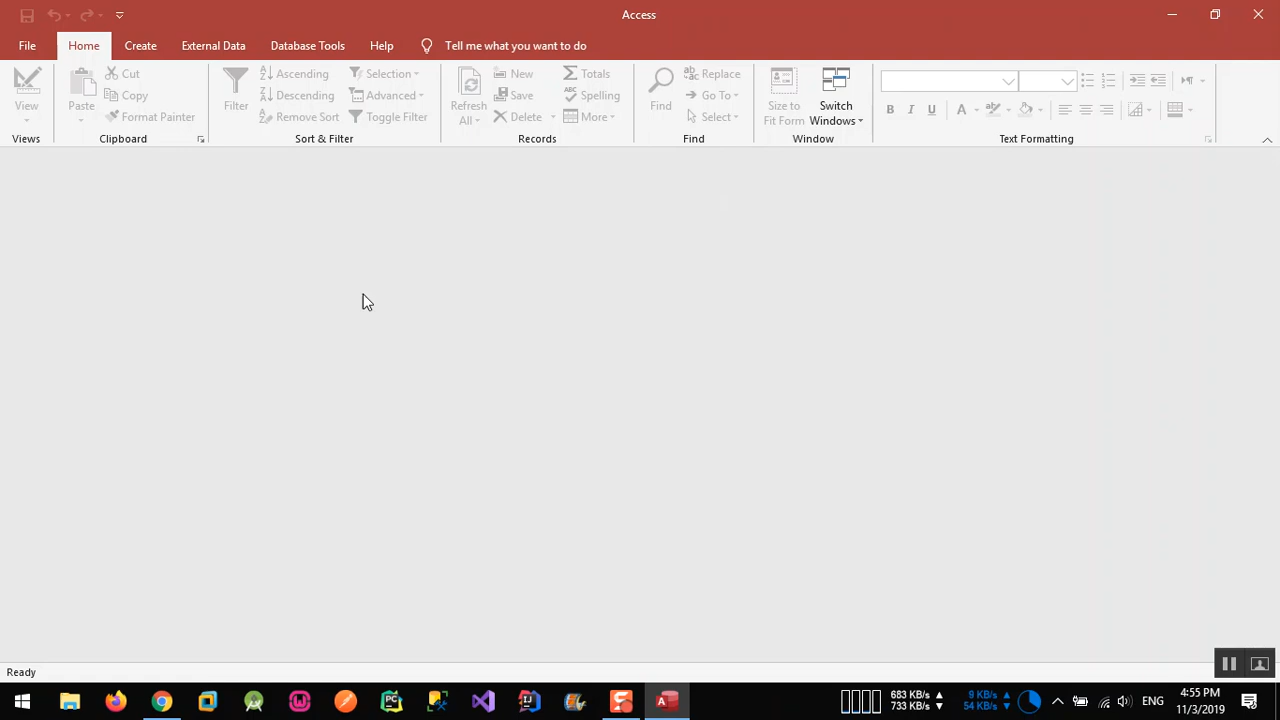 Access
File Home Create External Data Database Tools Help Tell me what you want to do
View
Views
Paste
Cut
Copy
Format Painter
Clipboard
Filter
Ascending
Descending
Remove Sort
Selection
Advanced
Toggle Filter
Sort & Filter
Refresh
All
New
Save
Delete
Totals
Spelling
More
Records
Find
Replace
Go To
Select
Find
Size to
Fit Form
Switch
Windows
Window
B I U A
Text Formatting
Ready
683 KB/s
733 KB/s
9 KB/s
54 KB/s
ENG
4:55 PM
11/3/2019